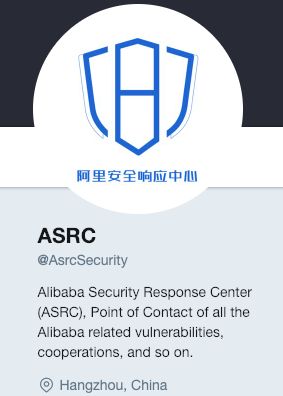 阿里安全响应中心
ASRC
@AsrcSecurity
Alibaba Security Response Center
(ASRC), Point of Contact of all the
Alibaba related vulnerabilities,
cooperations, and so on.
Hangzhou, China